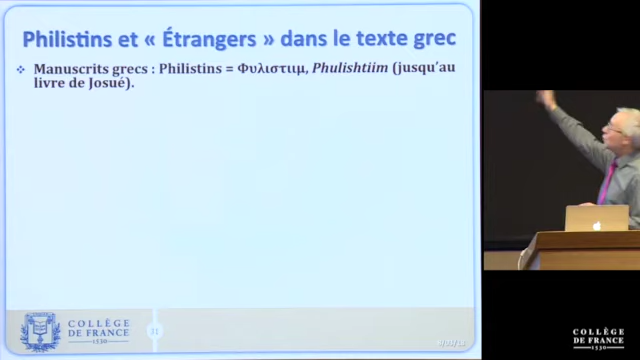 Philistins et « Étrangers » dans le texte grec
Manuscrits grecs : Philistins = Φυλιστιιμ, Phulishtiim (jusqu'au
livre de Josué).
COLLÈGE
DE FRANCE
1530
31
COLLÈGE
DE FRANCE
1530